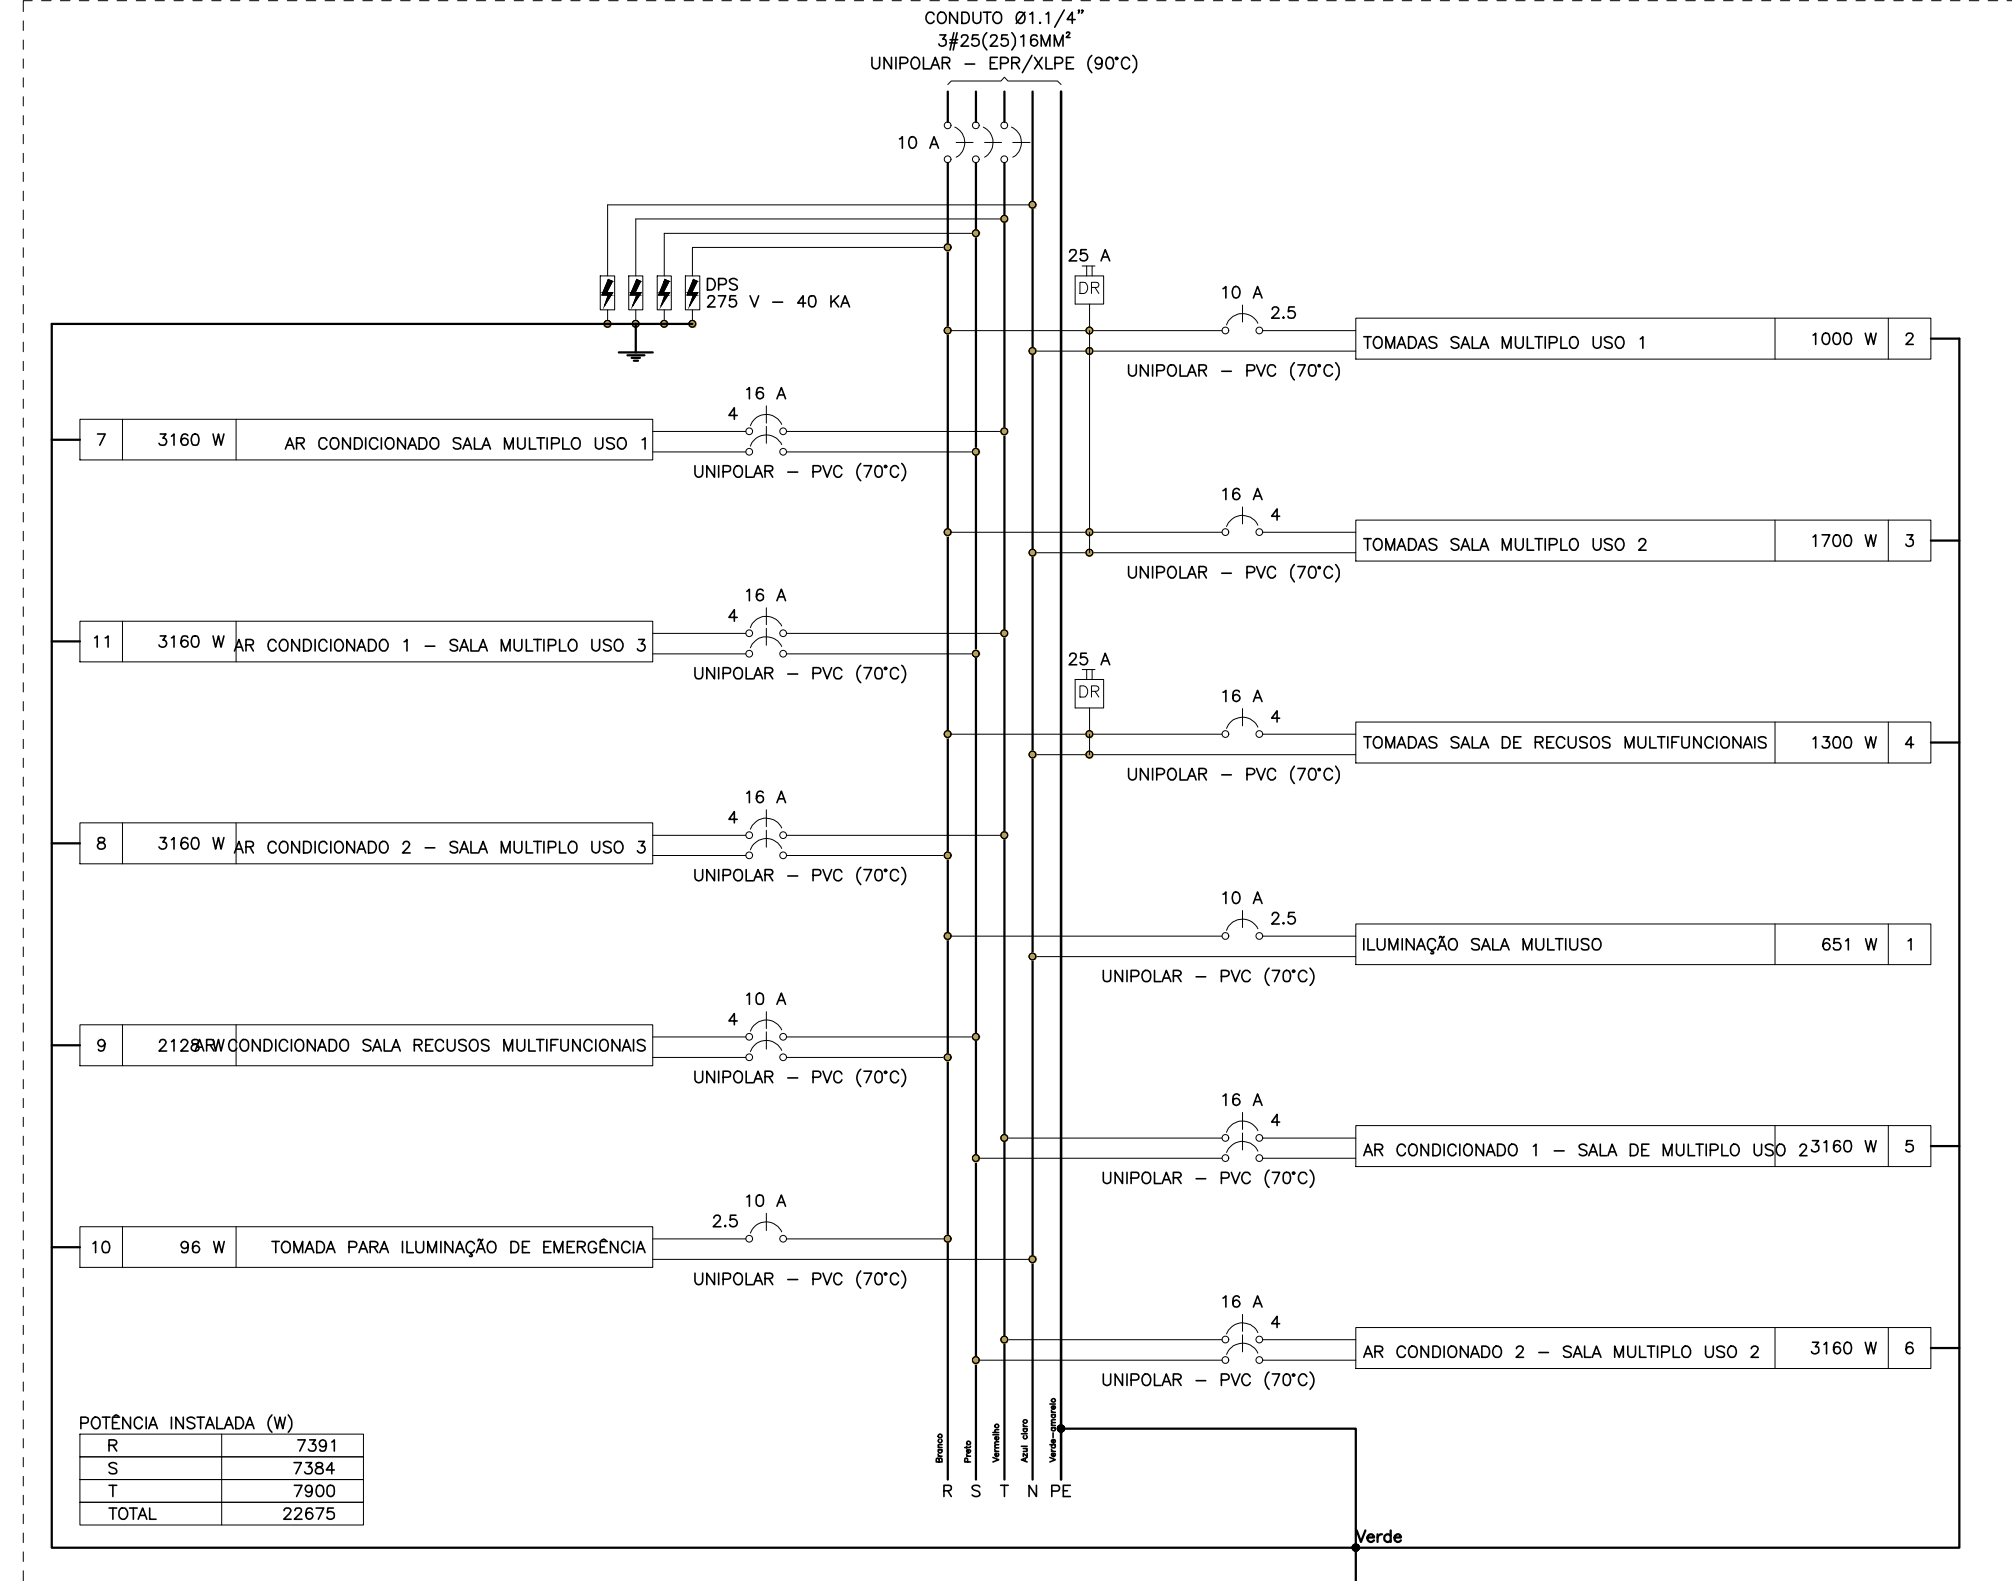 CONDUTO Ø1.1/4"
3#25(25)16MM²
UNIPOLAR – EPR/XLPE (90°C)
10 A
DPS
275 V – 40 KA
25 A
DR
10 A
2.5
TOMADAS SALA MULTIPLO USO 1 1000 W 2
UNIPOLAR – PVC (70°C)
16 A
4
7 3160 W AR CONDICIONADO SALA MULTIPLO USO 1
UNIPOLAR – PVC (70°C)
16 A
4
TOMADAS SALA MULTIPLO USO 2 1700 W 3
UNIPOLAR – PVC (70°C)
16 A
4
11 3160 W AR CONDICIONADO 1 – SALA MULTIPLO USO 3
UNIPOLAR – PVC (70°C)
25 A
DR
16 A
4
TOMADAS SALA DE RECUSOS MULTIFUNCIONAIS 1300 W 4
UNIPOLAR – PVC (70°C)
16 A
4
8 3160 W AR CONDICIONADO 2 – SALA MULTIPLO USO 3
UNIPOLAR – PVC (70°C)
10 A
2.5
ILUMINAÇÃO SALA MULTIUSO 651 W 1
UNIPOLAR – PVC (70°C)
10 A
4
9 2128 W AR CONDICIONADO SALA RECUSOS MULTIFUNCIONAIS
UNIPOLAR – PVC (70°C)
16 A
4
AR CONDICIONADO 1 – SALA DE MULTIPLO USO 2 3160 W 5
UNIPOLAR – PVC (70°C)
10 A
2.5
10 96 W TOMADA PARA ILUMINAÇÃO DE EMERGÊNCIA
UNIPOLAR – PVC (70°C)
16 A
4
AR CONDIONADO 2 – SALA MULTIPLO USO 2 3160 W 6
UNIPOLAR – PVC (70°C)
POTÊNCIA INSTALADA (W)
R 7391
S 7384
T 7900
TOTAL 22675
Branco
Preto
Vermelho
Azul claro
Verde-amarelo
R S T N PE
Verde